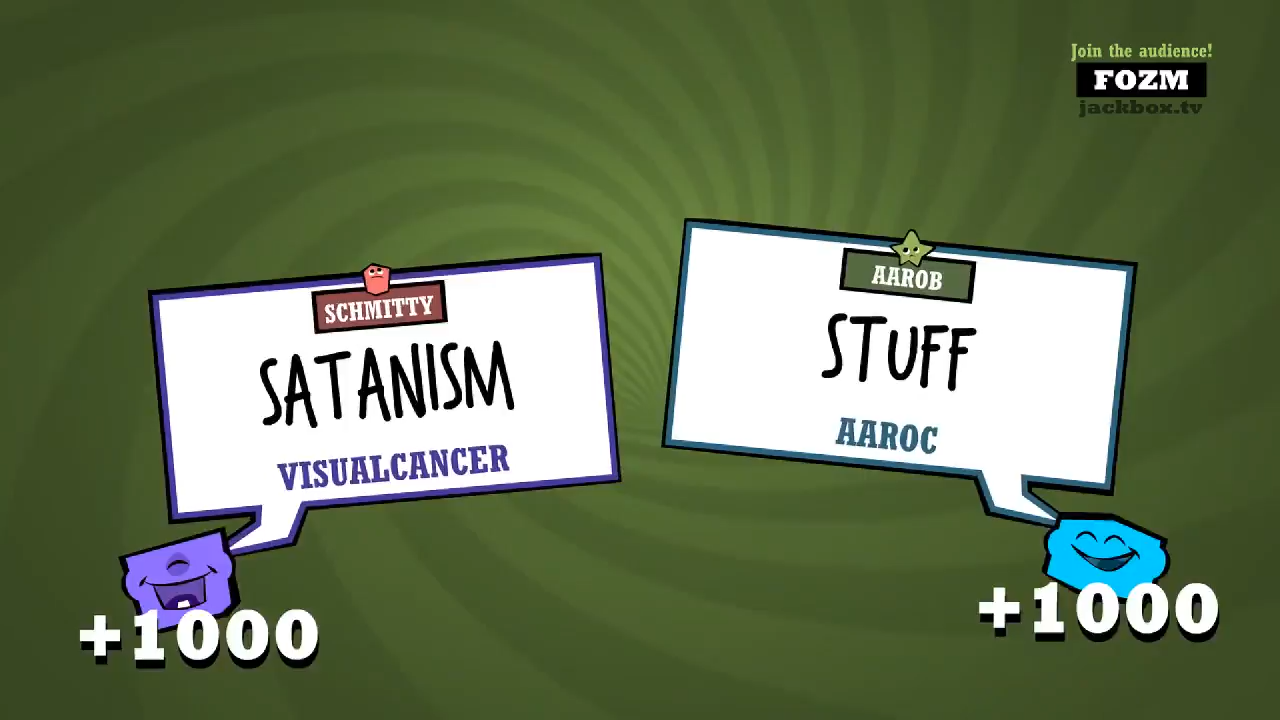 Join the audience!
FOZM
jackbox.tv
SCHMITTY
SATANISM
VISUALCANCER
+1000
AAROB
STUFF
AAROC
+1000